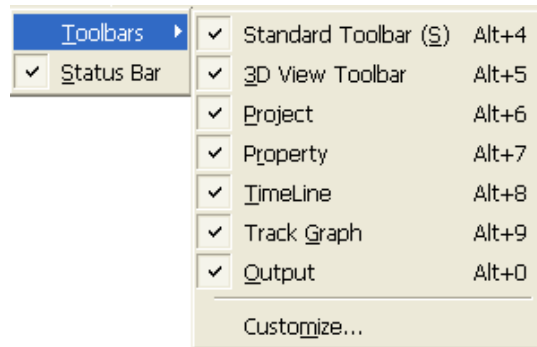 Toolbars
Status Bar
Standard Toolbar (S) Alt+4
3D View Toolbar Alt+5
Project Alt+6
Property Alt+7
TimeLine Alt+8
Track Graph Alt+9
Output Alt+0
Customize...